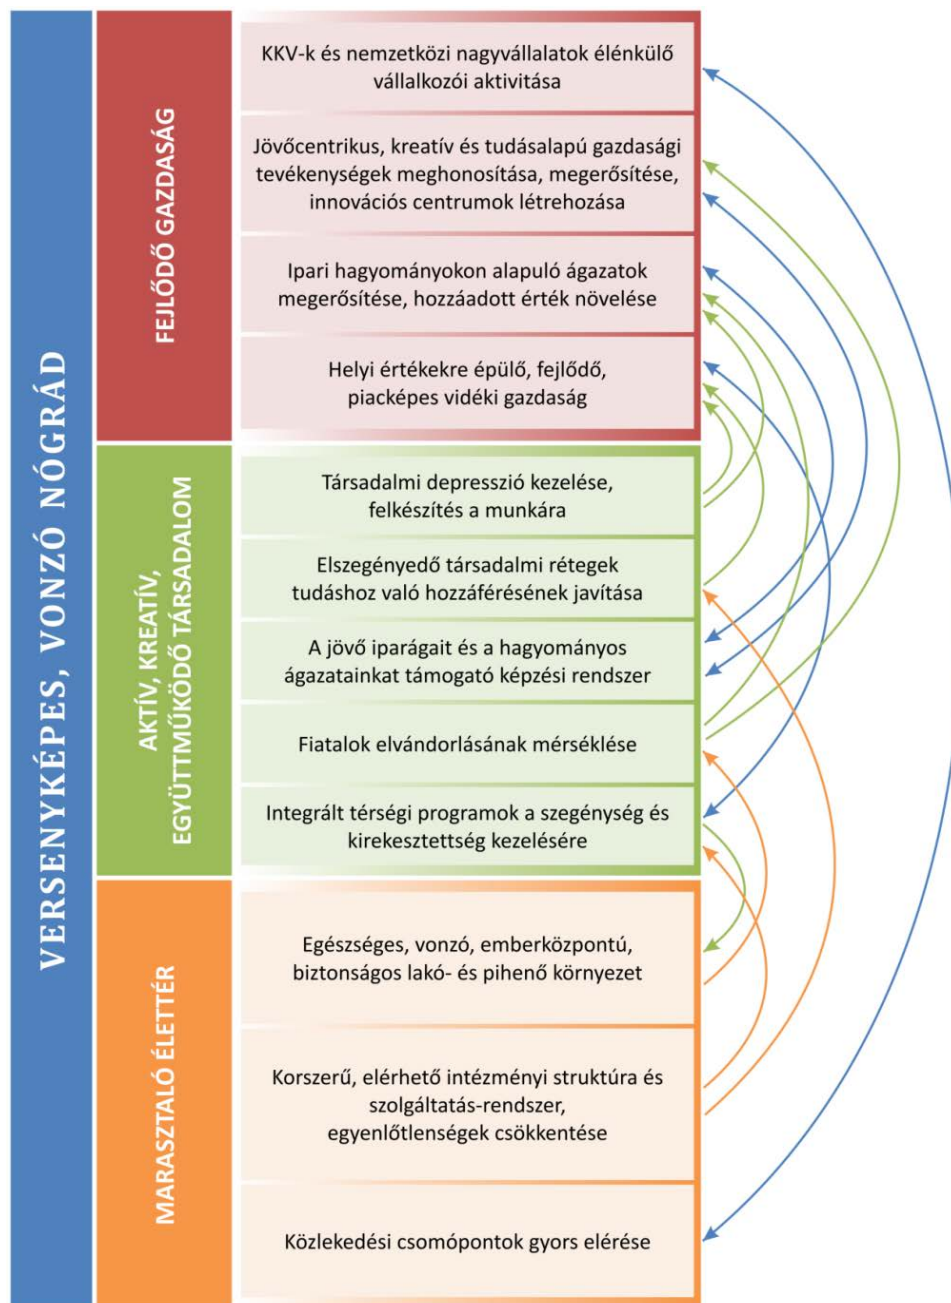 VERSENYKÉPES, VONZÓ NÓGRÁD
FEJLŐDŐ GAZDASÁG
KKV-k és nemzetközi nagyvállalatok élénkülő
vállalkozói aktivitása
Jövőcentrikus, kreatív és tudásalapú gazdasági
tevékenységek meghonosítása, megerősítése,
innovációs centrumok létrehozása
Ipari hagyományokon alapuló ágazatok
megerősítése, hozzáadott érték növelése
Helyi értékekre épülő, fejlődő,
piacképes vidéki gazdaság
AKTÍV, KREATÍV,
EGYÜTTMŰKÖDŐ TÁRSADALOM
Társadalmi depresszió kezelése,
felkészítés a munkára
Elszegényedő társadalmi rétegek
tudáshoz való hozzáférésének javítása
A jövő iparágait és a hagyományos
ágazatainkat támogató képzési rendszer
Fiatalok elvándorlásának mérséklése
Integrált térségi programok a szegénység és
kirekesztettség kezelésére
MARASZTALÓ ÉLETTÉR
Egészséges, vonzó, emberközpontú,
biztonságos lakó- és pihenő környezet
Korszerű, elérhető intézményi struktúra és
szolgáltatás-rendszer,
egyenlőtlenségek csökkentése
Közlekedési csomópontok gyors elérése